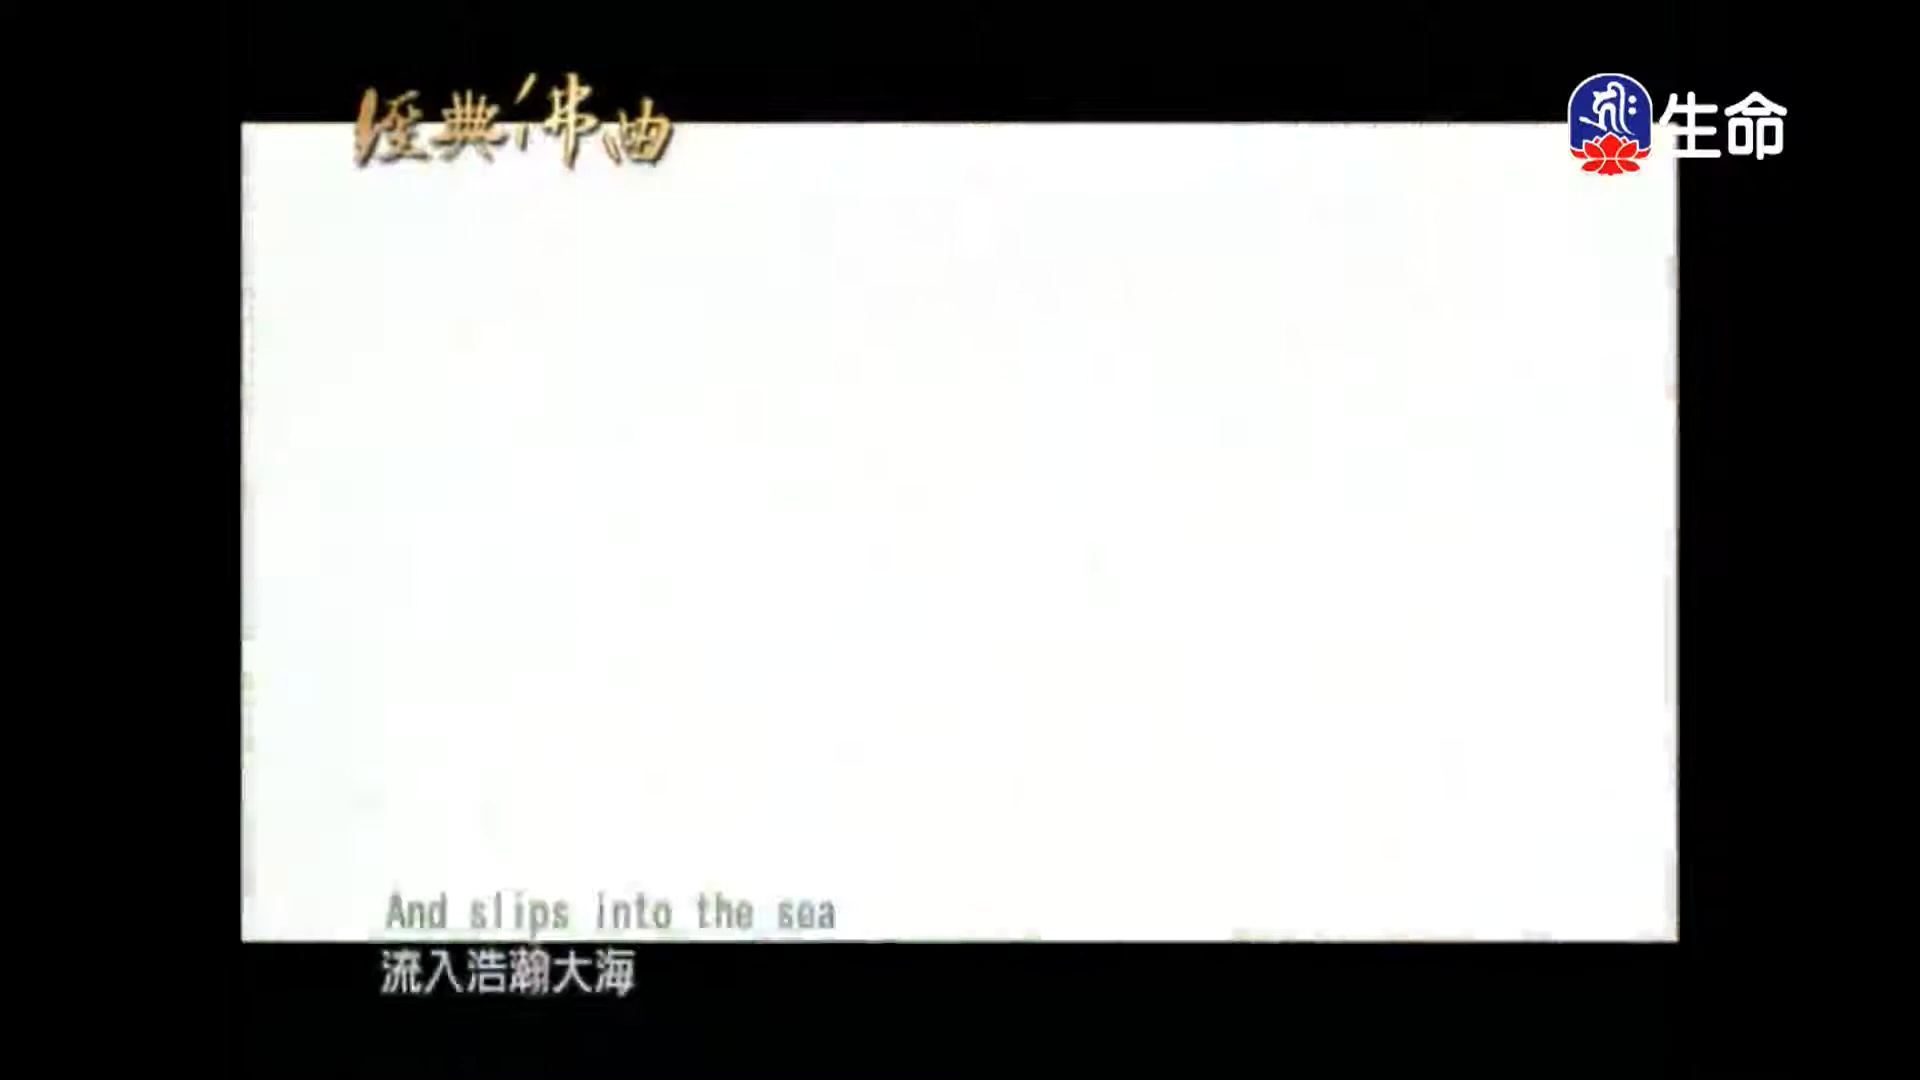 經典佛曲
生命
And slips into the sea
流入浩瀚大海